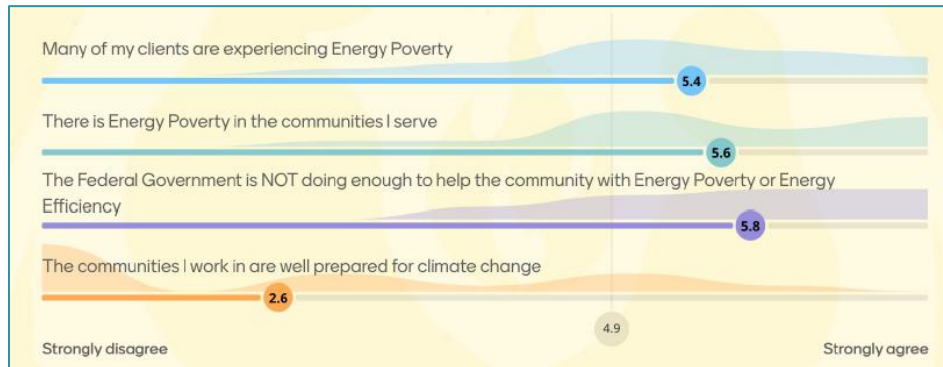 Many of my clients are experiencing Energy Poverty
5.4
There is Energy Poverty in the communities I serve
5.6
The Federal Government is NOT doing enough to help the community with Energy Poverty or Energy
Efficiency
5.8
The communities I work in are well prepared for climate change
2.6
4.9
Strongly disagree
Strongly agree